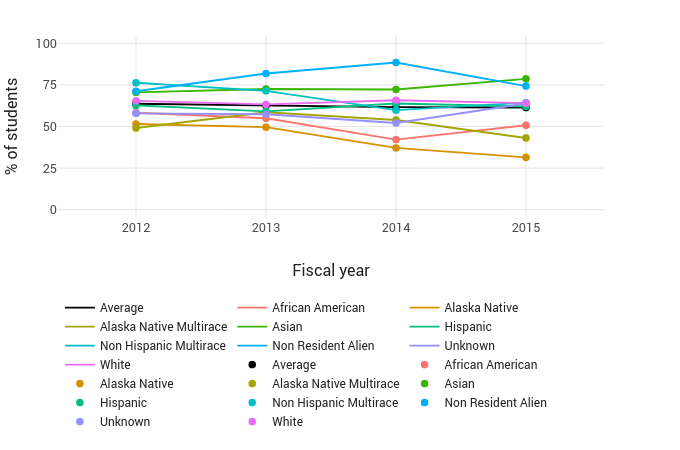 100
75
50
25
0
% of students
2012 2013 2014 2015
Fiscal year
Average African American Alaska Native
Alaska Native Multirace Asian Hispanic
Non Hispanic Multirace Non Resident Alien Unknown
White Average African American
Alaska Native Alaska Native Multirace Asian
Hispanic Non Hispanic Multirace Non Resident Alien
Unknown White